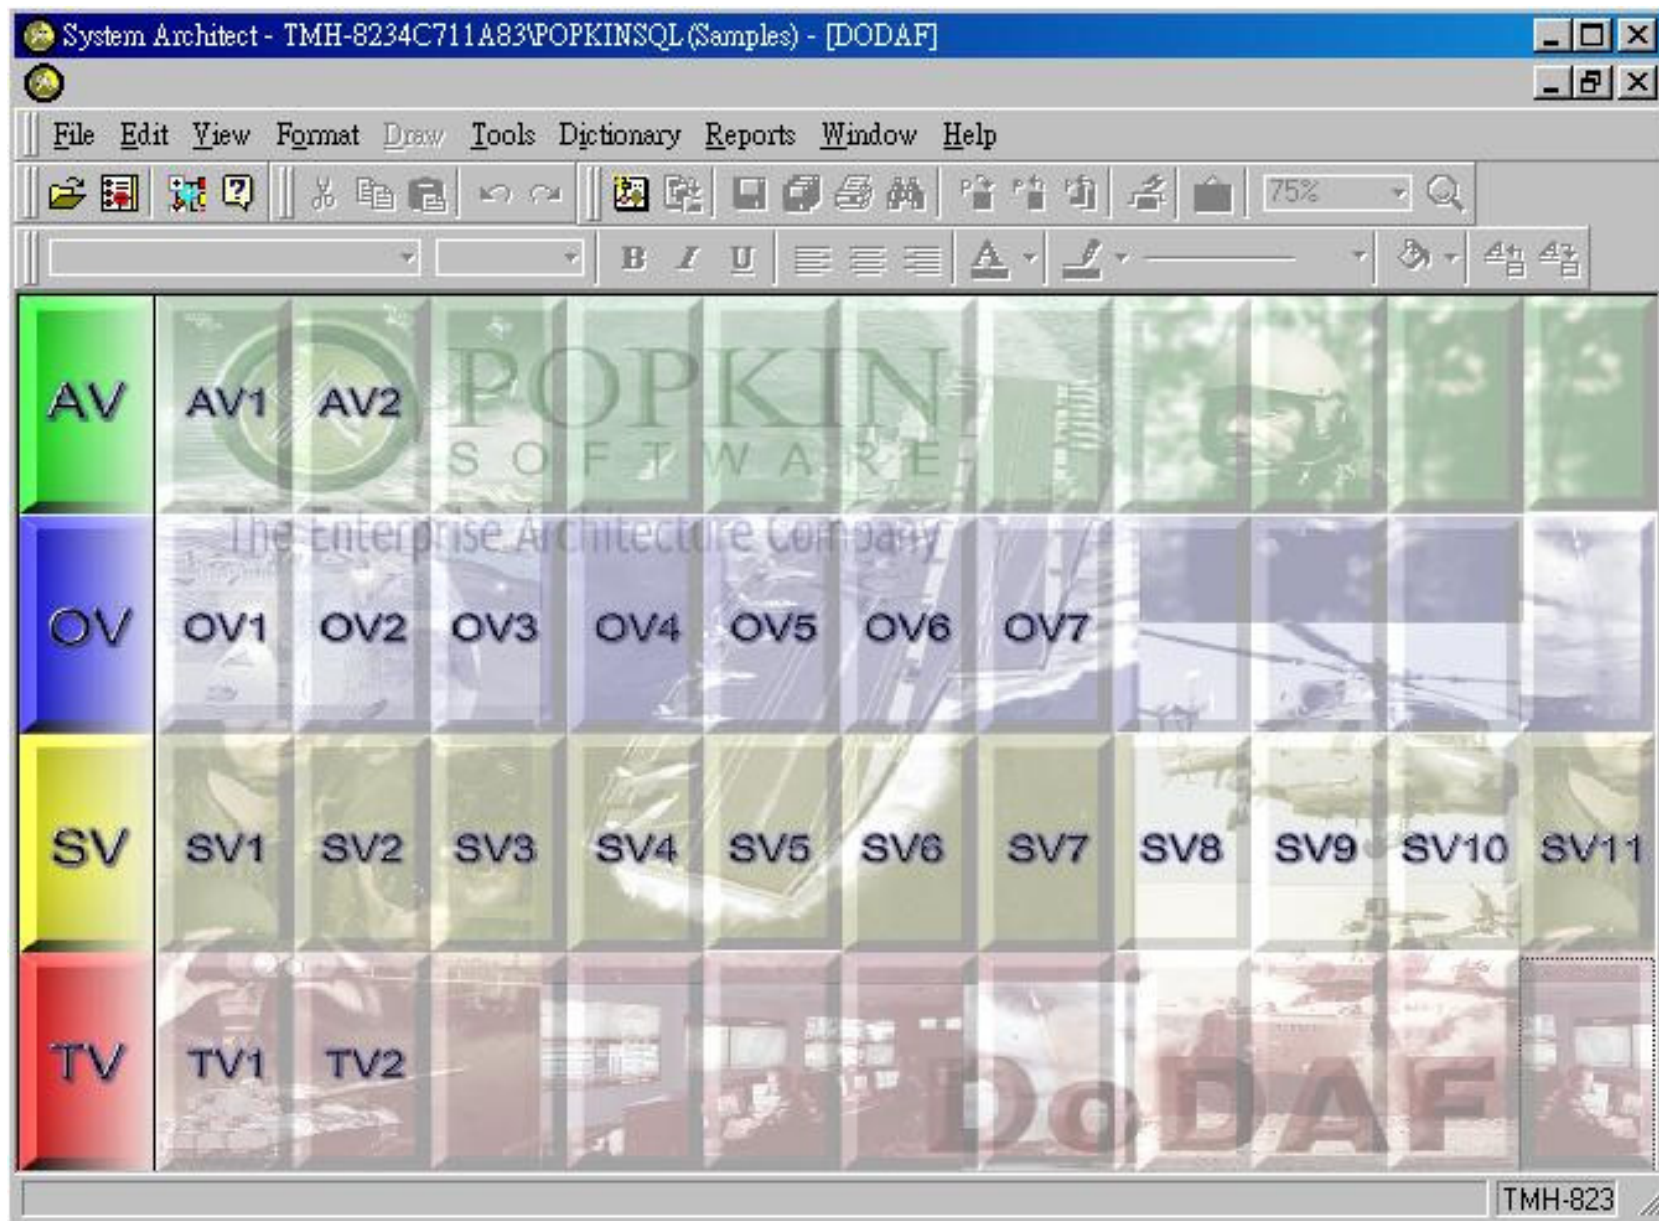 System Architect - TMH-8234C711A83\POPKINSQL(Samples) - [DODAF]
File Edit View Format Draw Tools Dictionary Reports Window Help
75%
B I U A
AV AV1 AV2
POPKIN
SOFTWARE
The Enterprise Architecture Company
OV OV1 OV2 OV3 OV4 OV5 OV6 OV7
SV SV1 SV2 SV3 SV4 SV5 SV6 SV7 SV8 SV9 SV10 SV11
TV TV1 TV2
DoDAF
TMH-823